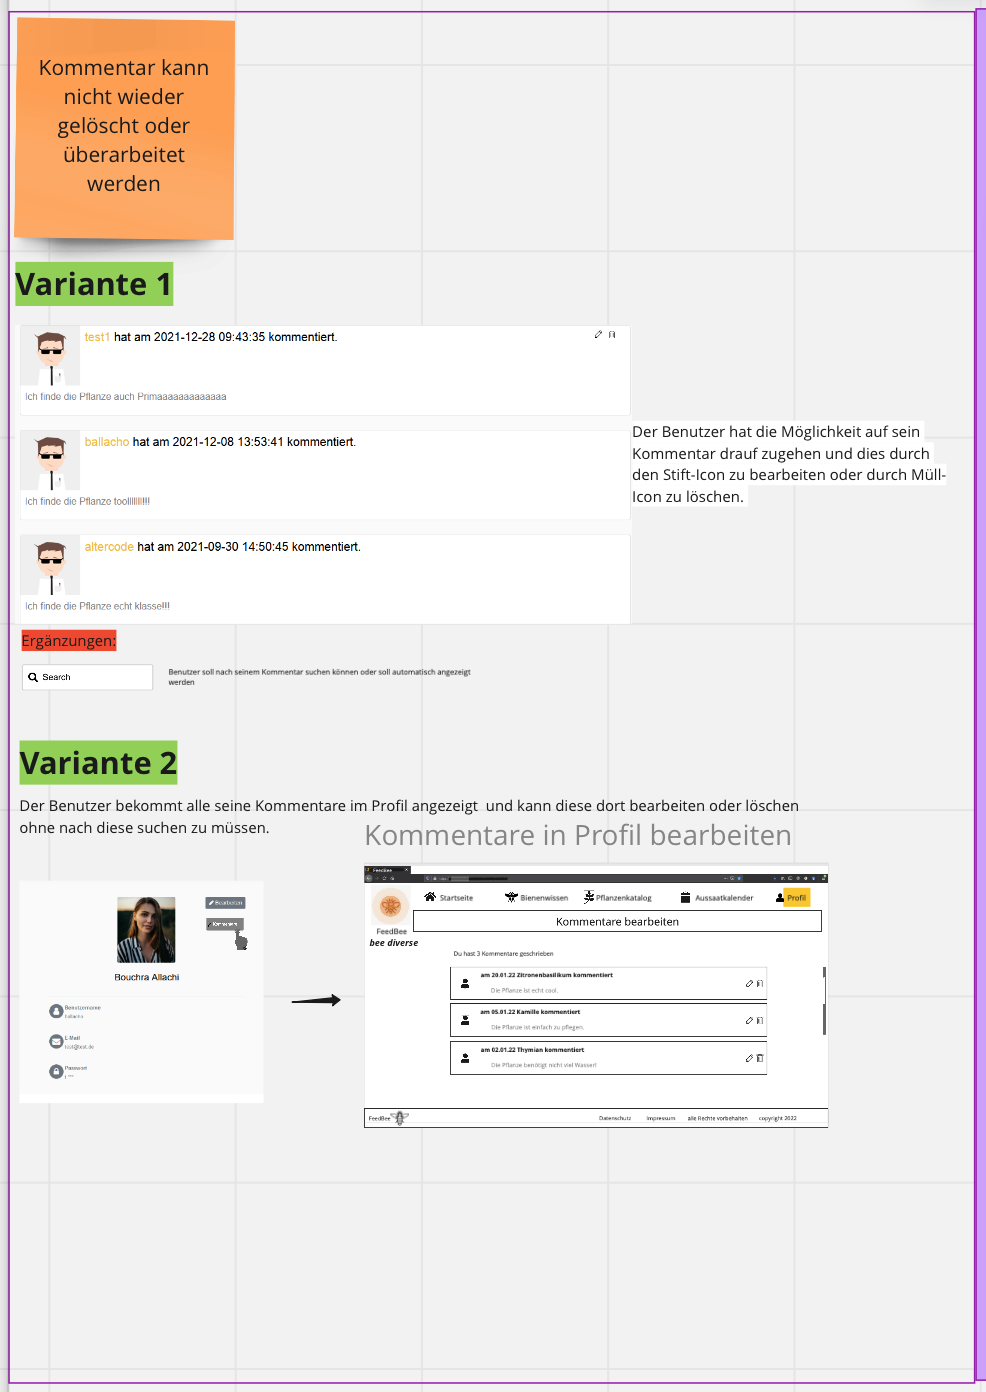 Kommentar kann
nicht wieder
gelöscht oder
überarbeitet
werden
Variante 1
test1 hat am 2021-12-28 09:43:35 kommentiert.
Ich finde die Pflanze auch Primaaaaaaaaaaaaa
ballacho hat am 2021-12-08 13:53:41 kommentiert.
Ich finde die Pflanze toollllllll!!!
altercode hat am 2021-09-30 14:50:45 kommentiert.
Ich finde die Pflanze echt klasse!!!
Der Benutzer hat die Möglichkeit auf sein
Kommentar drauf zugehen und dies durch
den Stift-Icon zu bearbeiten oder durch Müll-
Icon zu löschen.
Ergänzungen:
Search
Benutzer soll nach seinem Kommentar suchen können oder soll automatisch angezeigt
werden
Variante 2
Der Benutzer bekommt alle seine Kommentare im Profil angezeigt und kann diese dort bearbeiten oder löschen
ohne nach diese suchen zu müssen.
Kommentare in Profil bearbeiten
Bearbeiten
Kommentare
Bouchra Allachi
Benutzername
ballacho
E-Mail
test@test.de
Passwort
FeedBee
Startseite
Bienenwissen
Pflanzenkatalog
Aussaatkalender
Profil
FeedBee
bee diverse
Kommentare bearbeiten
Du hast 3 Kommentare geschrieben
am 20.01.22 Zitronenbasilikum kommentiert
Die Pflanze ist echt cool.
am 05.01.22 Kamille kommentiert
Die Pflanze ist einfach zu pflegen.
am 02.01.22 Thymian kommentiert
Die Pflanze benötigt nicht viel Wasser!
FeedBee
Datenschutz
Impressum
alle Rechte vorbehalten
copyright 2022